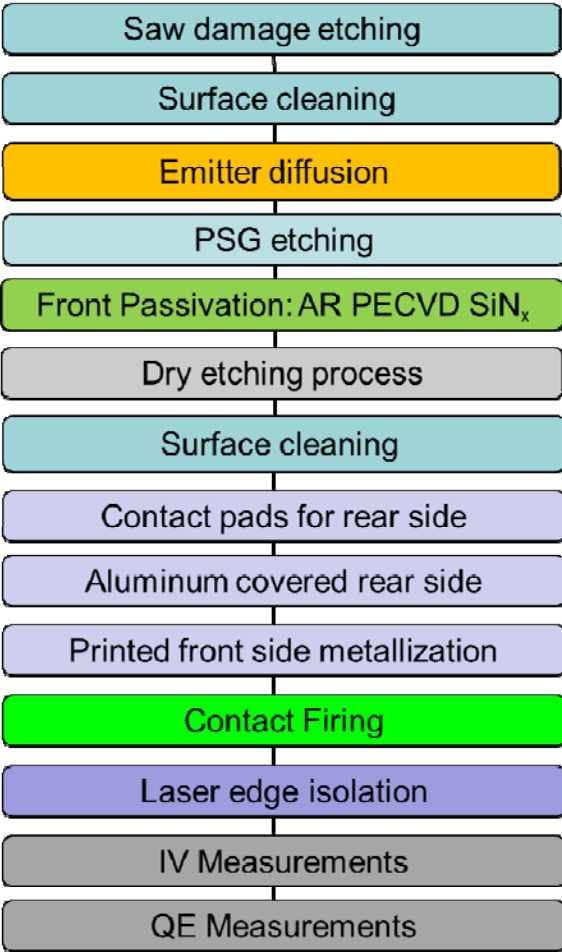 Saw damage etching
Surface cleaning
Emitter diffusion
PSG etching
Front Passivation: AR PECVD SiNₓ
Dry etching process
Surface cleaning
Contact pads for rear side
Aluminum covered rear side
Printed front side metallization
Contact Firing
Laser edge isolation
IV Measurements
QE Measurements